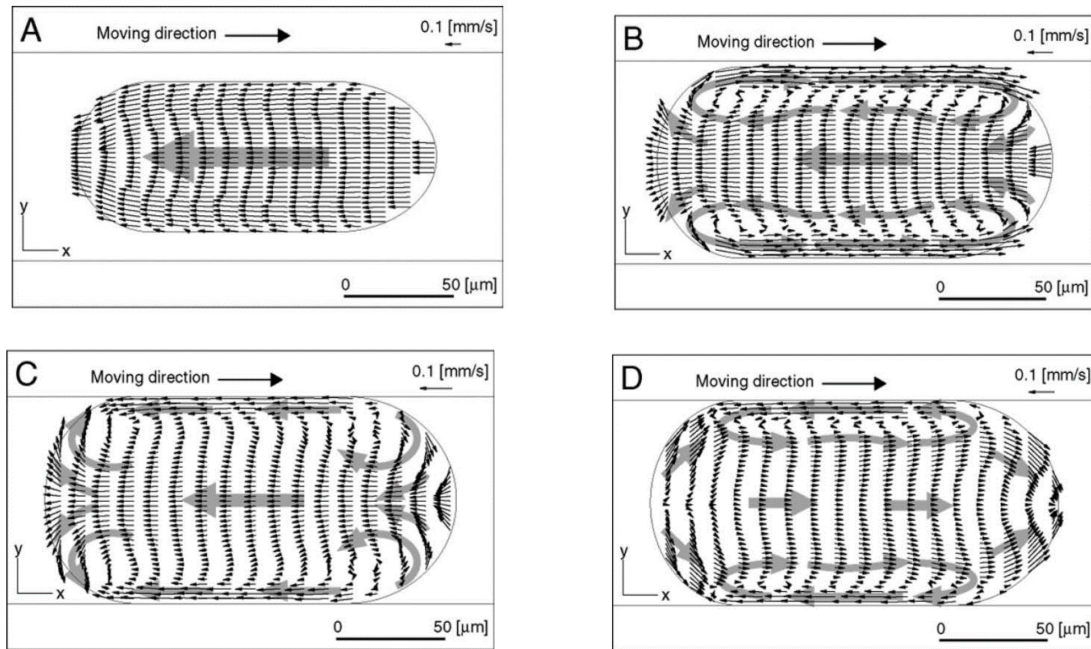 A
Moving direction
0.1 [mm/s]
y
x
0 50 [μm]
B
Moving direction
0.1 [mm/s]
y
x
0 50 [μm]
C
Moving direction
0.1 [mm/s]
y
x
0 50 [μm]
D
Moving direction
0.1 [mm/s]
y
x
0 50 [μm]